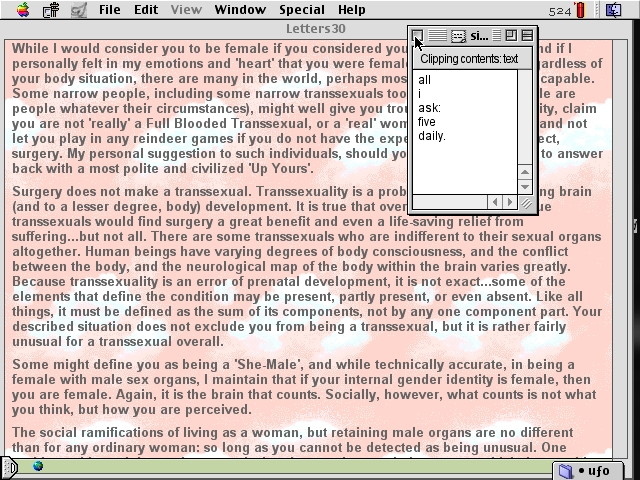 File Edit View Window Special Help 524
Letters30
While I would consider you to be female if you considered you and if I
personally felt in my emotions and 'heart' that you were fema regardless of
your body situation, there are many in the world, perhaps mos capable.
Some narrow people, including some narrow transsexuals too le are
people whatever their circumstances), might well give you trou ity, claim
you are not 'really' a Full Blooded Transsexual, or a 'real' wom and not
let you play in any reindeer games if you do not have the expe ect,
surgery. My personal suggestion to such individuals, should yo to answer
back with a most polite and civilized 'Up Yours'.
Surgery does not make a transsexual. Transsexuality is a prob ng brain
(and to a lesser degree, body) development. It is true that over ue
transsexuals would find surgery a great benefit and even a life-saving relief from
suffering...but not all. There are some transsexuals who are indifferent to their sexual organs
altogether. Human beings have varying degrees of body consciousness, and the conflict
between the body, and the neurological map of the body within the brain varies greatly.
Because transsexuality is an error of prenatal development, it is not exact...some of the
elements that define the condition may be present, partly present, or even absent. Like all
things, it must be defined as the sum of its components, not by any one component part. Your
described situation does not exclude you from being a transsexual, but it is rather fairly
unusual for a transsexual overall.
Some might define you as being a 'She-Male', and while technically accurate, in being a
female with male sex organs, I maintain that if your internal gender identity is female, then
you are female. Again, it is the brain that counts. Socially, however, what counts is not what
you think, but how you are perceived.
The social ramifications of living as a woman, but retaining male organs are no different
than for any ordinary woman: so long as you cannot be detected as being unusual. One
si...
Clipping contents: text
all
i
ask:
five
daily.
• ufo